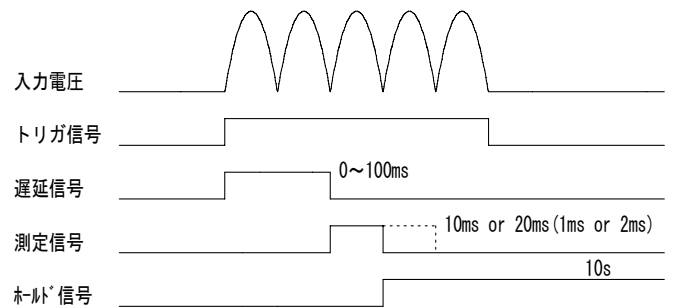 入力電圧
トリガ信号
遅延信号 0～100ms
測定信号 10ms or 20ms(1ms or 2ms)
ﾎｰﾙﾄﾞ信号 10s